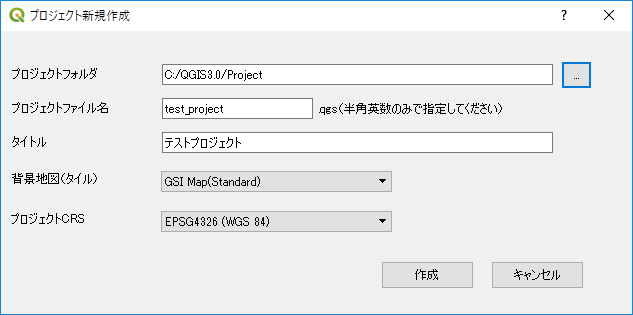 プロジェクト新規作成
プロジェクトフォルダ C:/QGIS3.0/Project ...
プロジェクトファイル名 test_project .qgs(半角英数のみで指定してください)
タイトル テストプロジェクト
背景地図(タイル) GSI Map(Standard)
プロジェクトCRS EPSG4326 (WGS 84)
作成 キャンセル